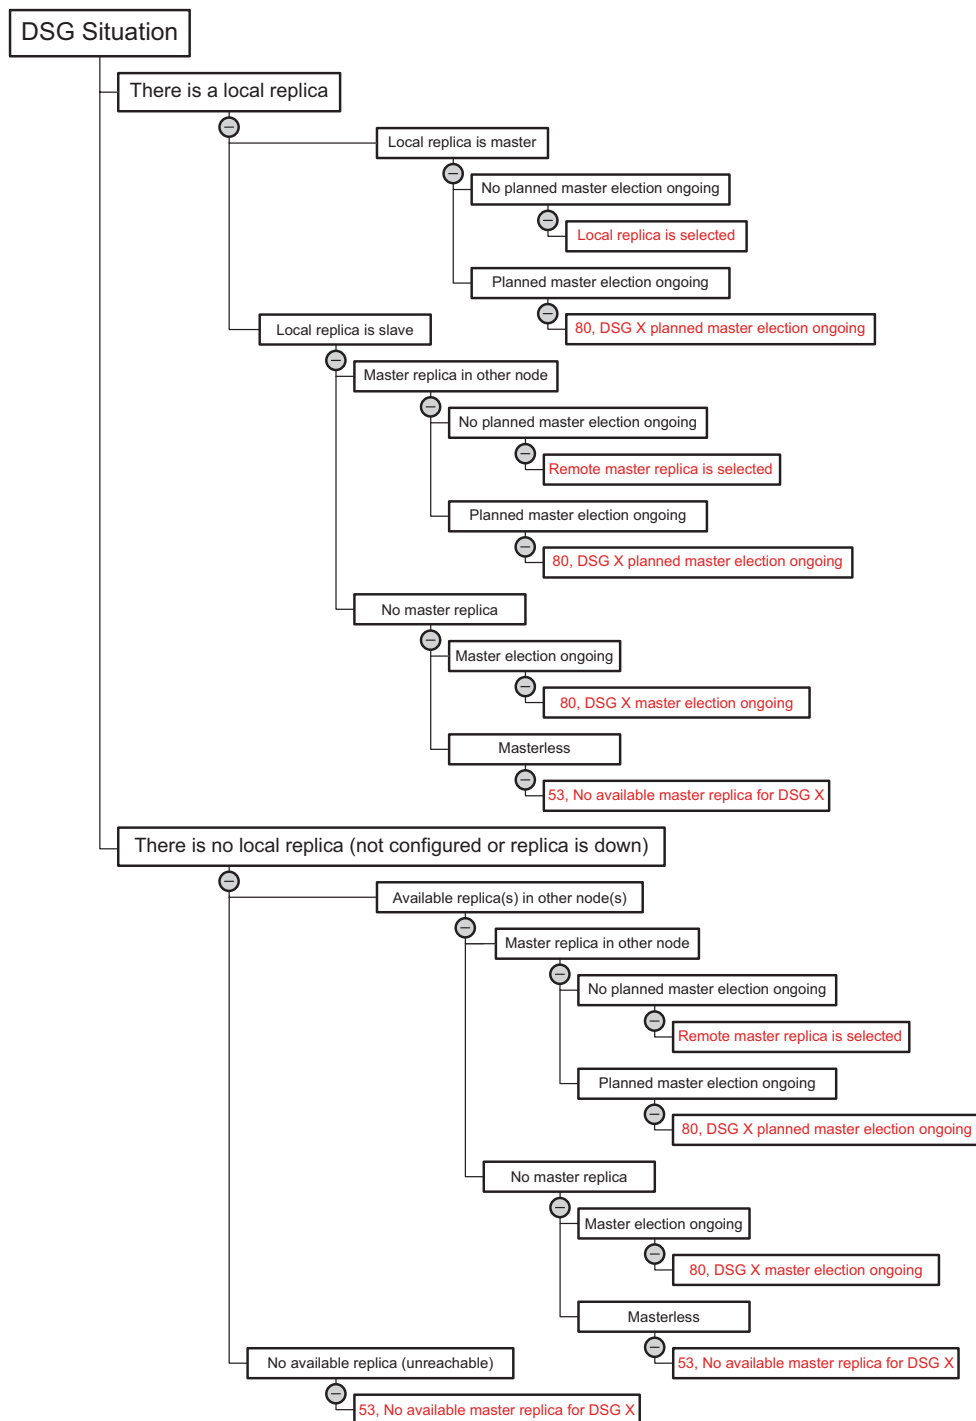 DSG Situation
There is a local replica
Local replica is master
No planned master election ongoing
Local replica is selected
Planned master election ongoing
80, DSG X planned master election ongoing
Local replica is slave
Master replica in other node
No planned master election ongoing
Remote master replica is selected
Planned master election ongoing
80, DSG X planned master election ongoing
No master replica
Master election ongoing
80, DSG X master election ongoing
Masterless
53, No available master replica for DSG X
There is no local replica (not configured or replica is down)
Available replica(s) in other node(s)
Master replica in other node
No planned master election ongoing
Remote master replica is selected
Planned master election ongoing
80, DSG X planned master election ongoing
No master replica
Master election ongoing
80, DSG X master election ongoing
Masterless
53, No available master replica for DSG X
No available replica (unreachable)
53, No available master replica for DSG X